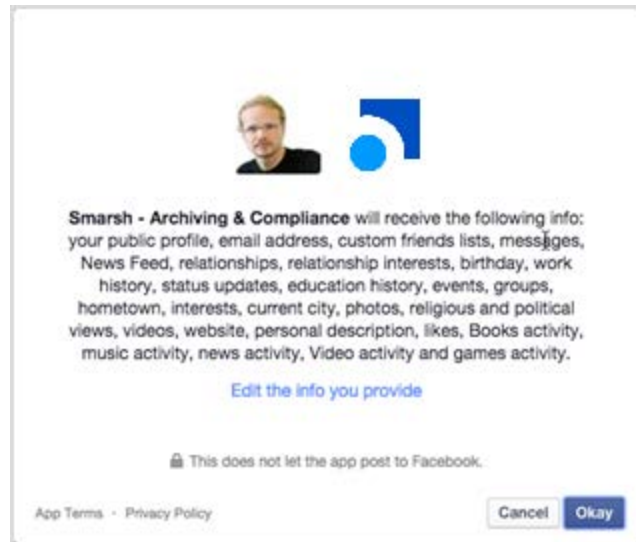 Smarsh - Archiving & Compliance will receive the following info:
your public profile, email address, custom friends lists, messages,
News Feed, relationships, relationship interests, birthday, work
history, status updates, education history, events, groups,
hometown, interests, current city, photos, religious and political
views, videos, website, personal description, likes, Books activity,
music activity, news activity, Video activity and games activity.
Edit the info you provide
This does not let the app post to Facebook.
App Terms · Privacy Policy
Cancel Okay